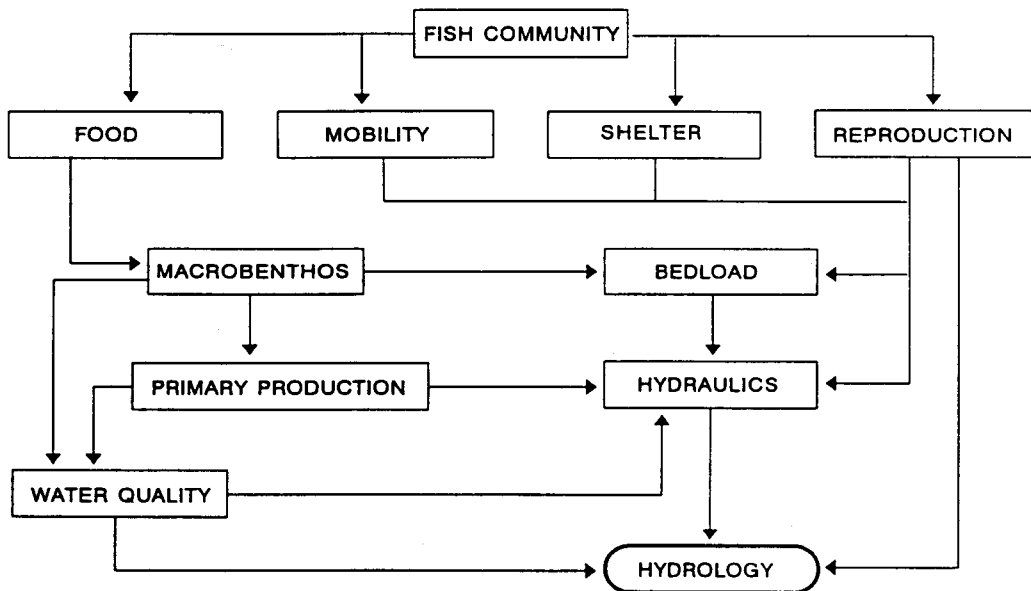 FISH COMMUNITY
FOOD
MOBILITY
SHELTER
REPRODUCTION
MACROBENTHOS
BEDLOAD
PRIMARY PRODUCTION
HYDRAULICS
WATER QUALITY
HYDROLOGY